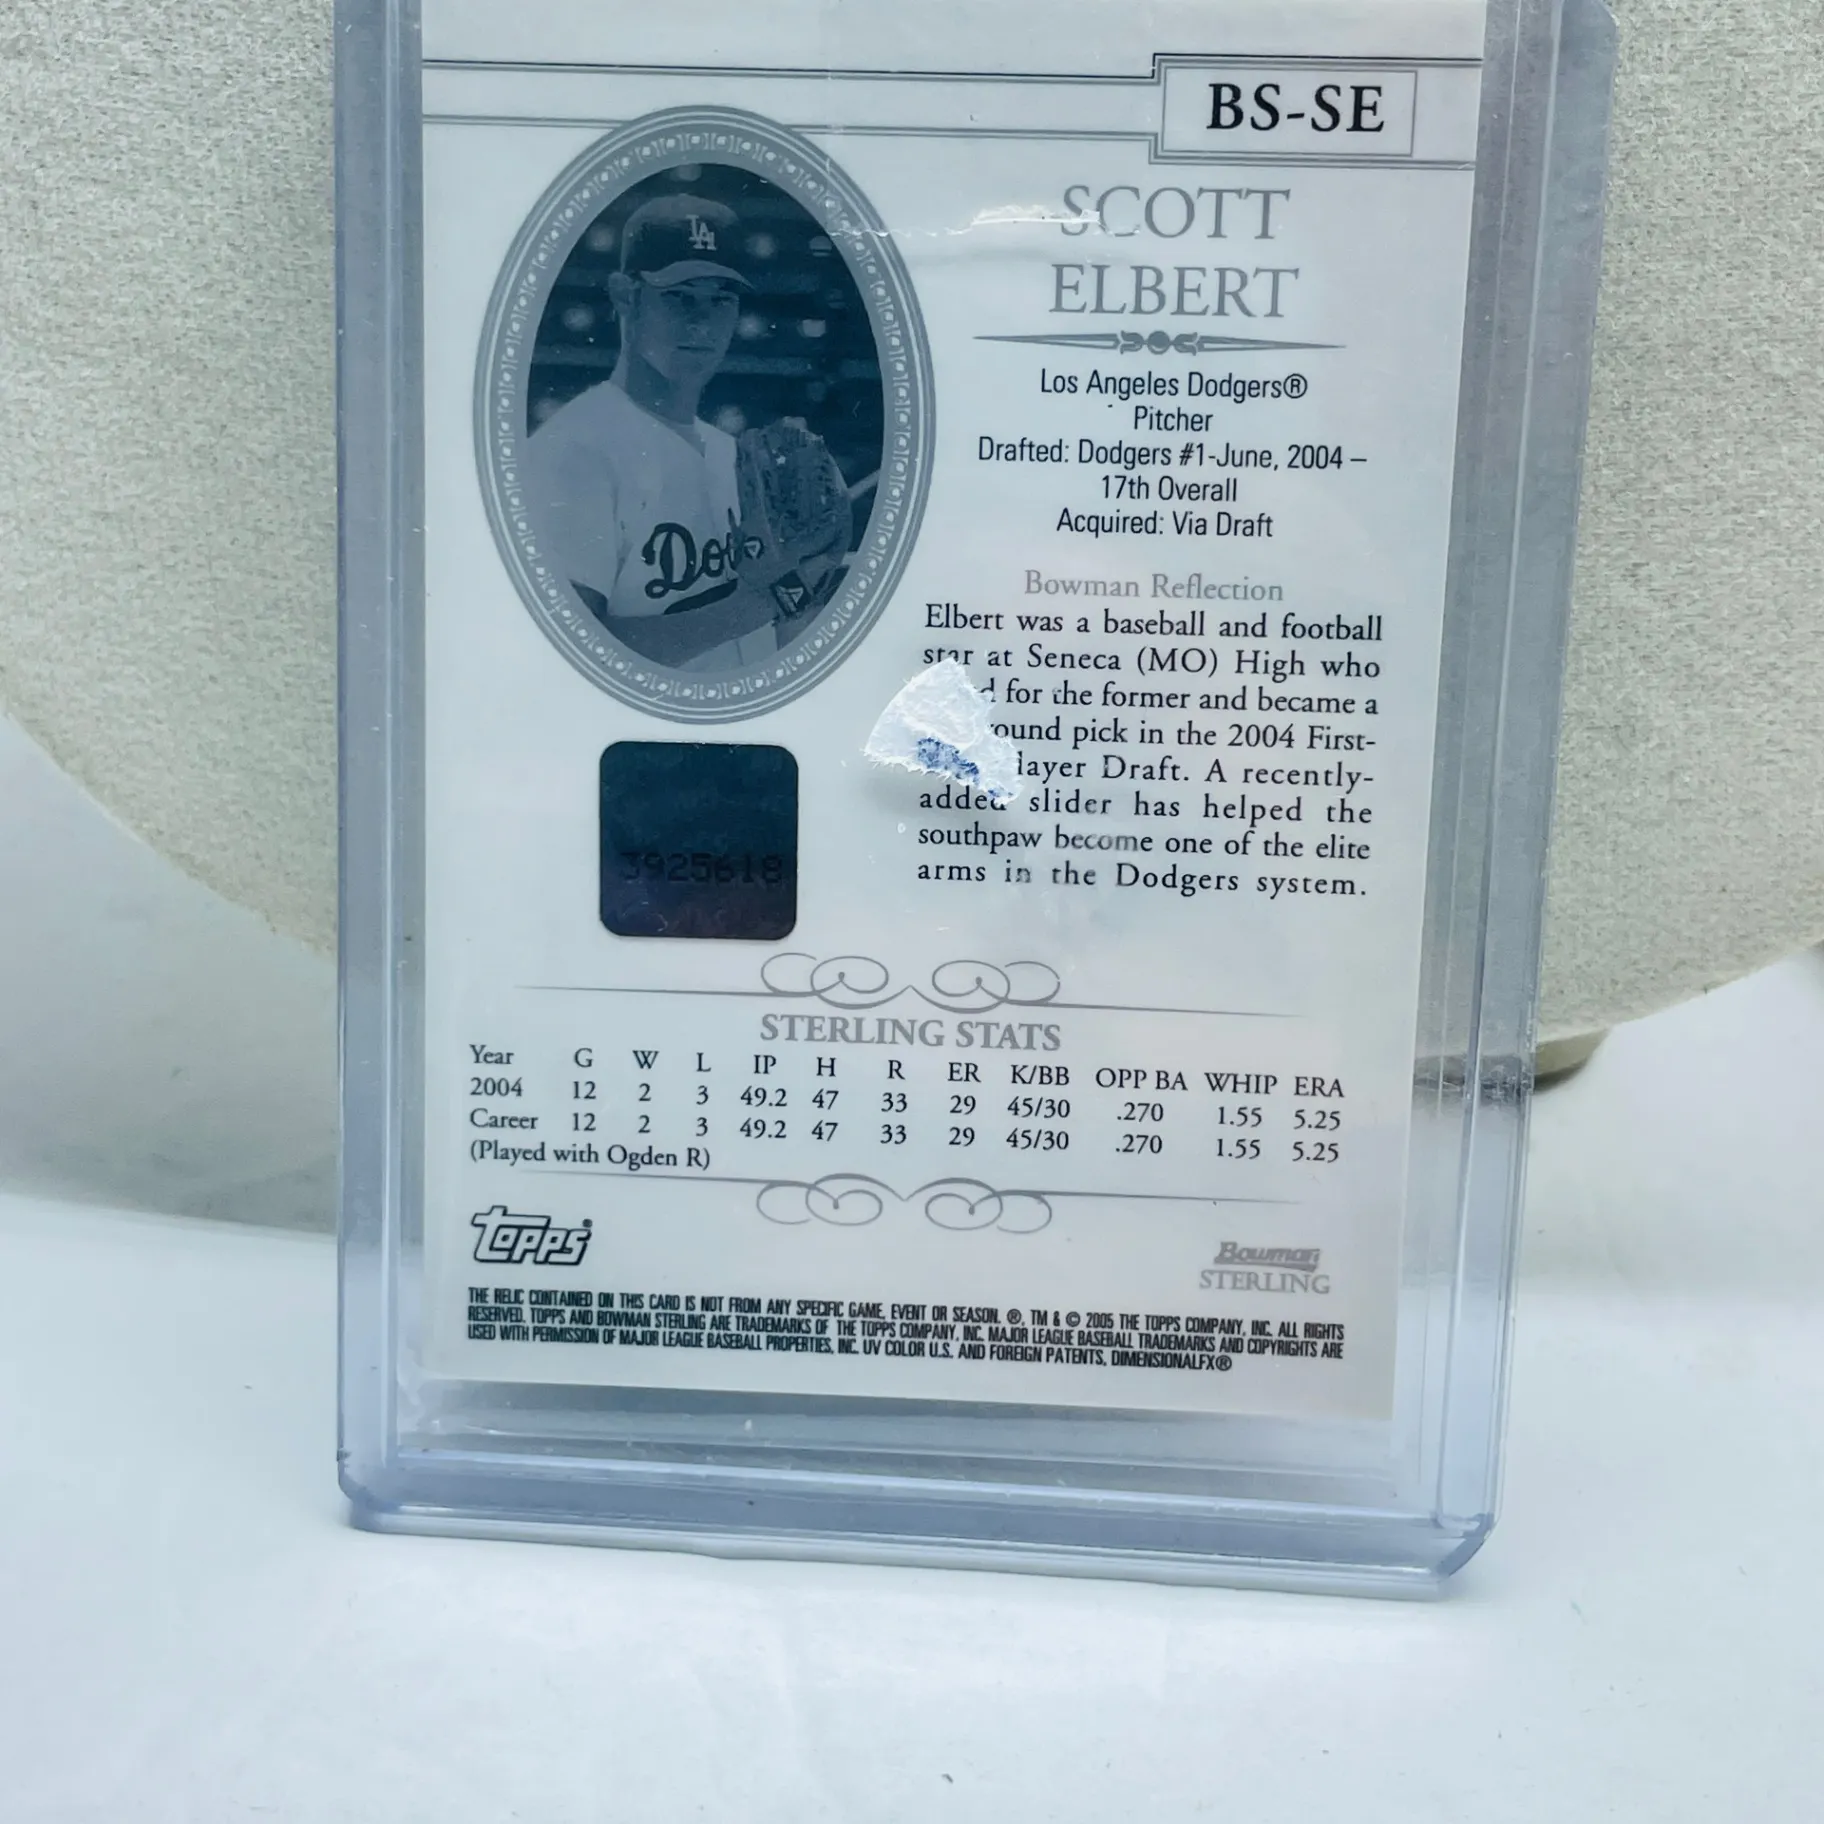 BS-SE
LA
SCOTT
ELBERT
Los Angeles Dodgers®
Pitcher
Drafted: Dodgers #1-June, 2004 –
17th Overall
Acquired: Via Draft
Bowman Reflection
Elbert was a baseball and football
star at Seneca (MO) High who
for the former and became a
pick in the 2004 First-
Draft. A recently-
added slider has helped the
southpaw become one of the elite
arms in the Dodgers system.
3925618
STERLING STATS
Year G W L IP H R ER K/BB OPP BA WHIP ERA
2004 12 2 3 49.2 47 33 29 45/30 .270 1.55 5.25
Career 12 2 3 49.2 47 33 29 45/30 .270 1.55 5.25
(Played with Ogden R)
Topps®
Bowman
STERLING
THE RELIC CONTAINED ON THIS CARD IS NOT FROM ANY SPECIFIC GAME, EVENT OR SEASON. ®, TM & © 2005 THE TOPPS COMPANY, INC. ALL RIGHTS
RESERVED. TOPPS AND BOWMAN STERLING ARE TRADEMARKS OF THE TOPPS COMPANY, INC. MAJOR LEAGUE BASEBALL TRADEMARKS AND COPYRIGHTS ARE
USED WITH PERMISSION OF MAJOR LEAGUE BASEBALL PROPERTIES, INC. UV COLOR U.S. AND FOREIGN PATENTS, DIMENSIONALFX®